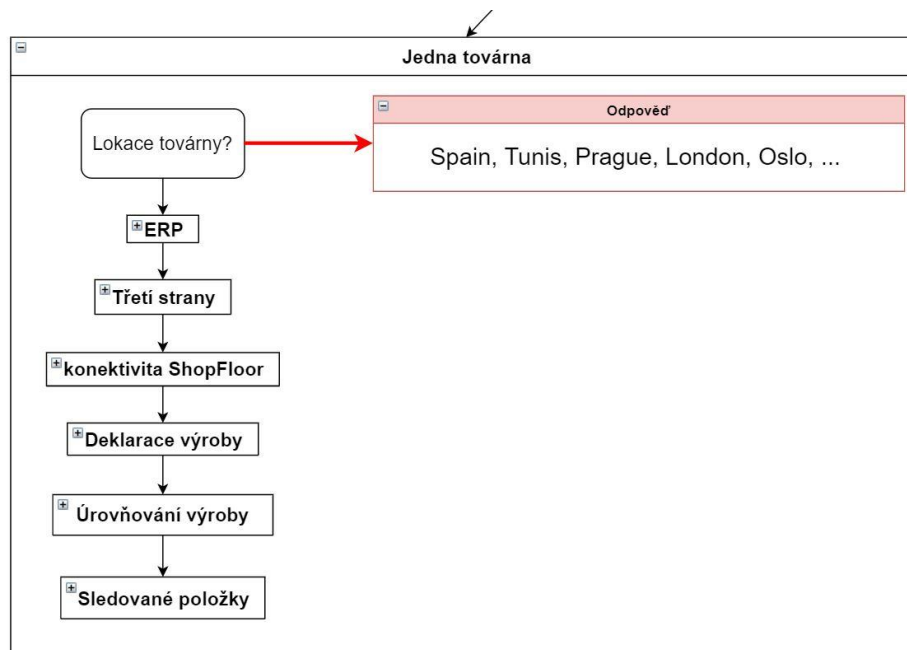 Jedna továrna
Lokace továrny?
Odpověď
Spain, Tunis, Prague, London, Oslo, ...
ERP
Třetí strany
konektivita ShopFloor
Deklarace výroby
Úrovňování výroby
Sledované položky